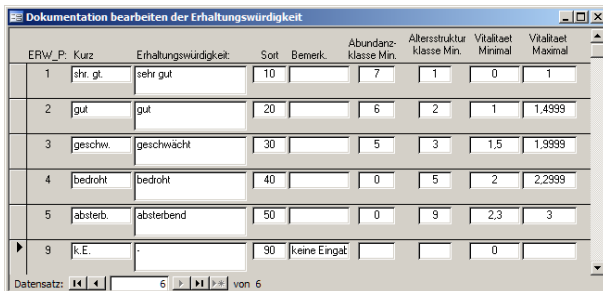 Dokumentation bearbeiten der Erhaltungswürdigkeit
ERW_P: Kurz Erhaltungswürdigkeit: Sort Bemerk. Abundanz- klasse Min. Altersstruktur klasse Min. Vitalitaet Minimal Vitalitaet Maximal
1 shr. gt. sehr gut 10 7 1 0 1
2 gut gut 20 6 2 1 1,4999
3 geschw. geschwächt 30 5 3 1,5 1,9999
4 bedroht bedroht 40 0 5 2 2,2999
5 absterb. absterbend 50 0 9 2,3 3
9 k.E. - 90 keine Eingab 0
Datensatz: 6 von 6